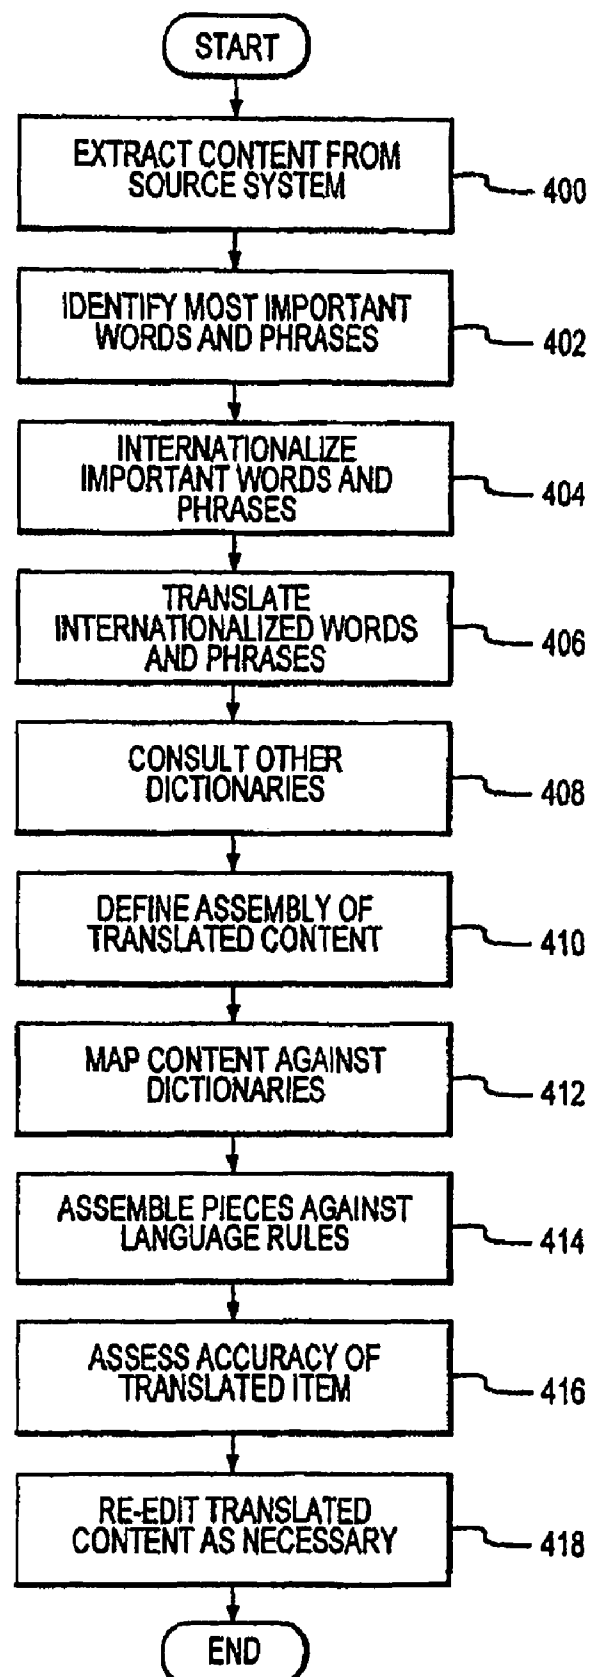 START
EXTRACT CONTENT FROM
SOURCE SYSTEM
400
IDENTIFY MOST IMPORTANT
WORDS AND PHRASES
402
INTERNATIONALIZE
IMPORTANT WORDS AND
PHRASES
404
TRANSLATE
INTERNATIONALIZED WORDS
AND PHRASES
406
CONSULT OTHER
DICTIONARIES
408
DEFINE ASSEMBLY OF
TRANSLATED CONTENT
410
MAP CONTENT AGAINST
DICTIONARIES
412
ASSEMBLE PIECES AGAINST
LANGUAGE RULES
414
ASSESS ACCURACY OF
TRANSLATED ITEM
416
RE-EDIT TRANSLATED
CONTENT AS NECESSARY
418
END